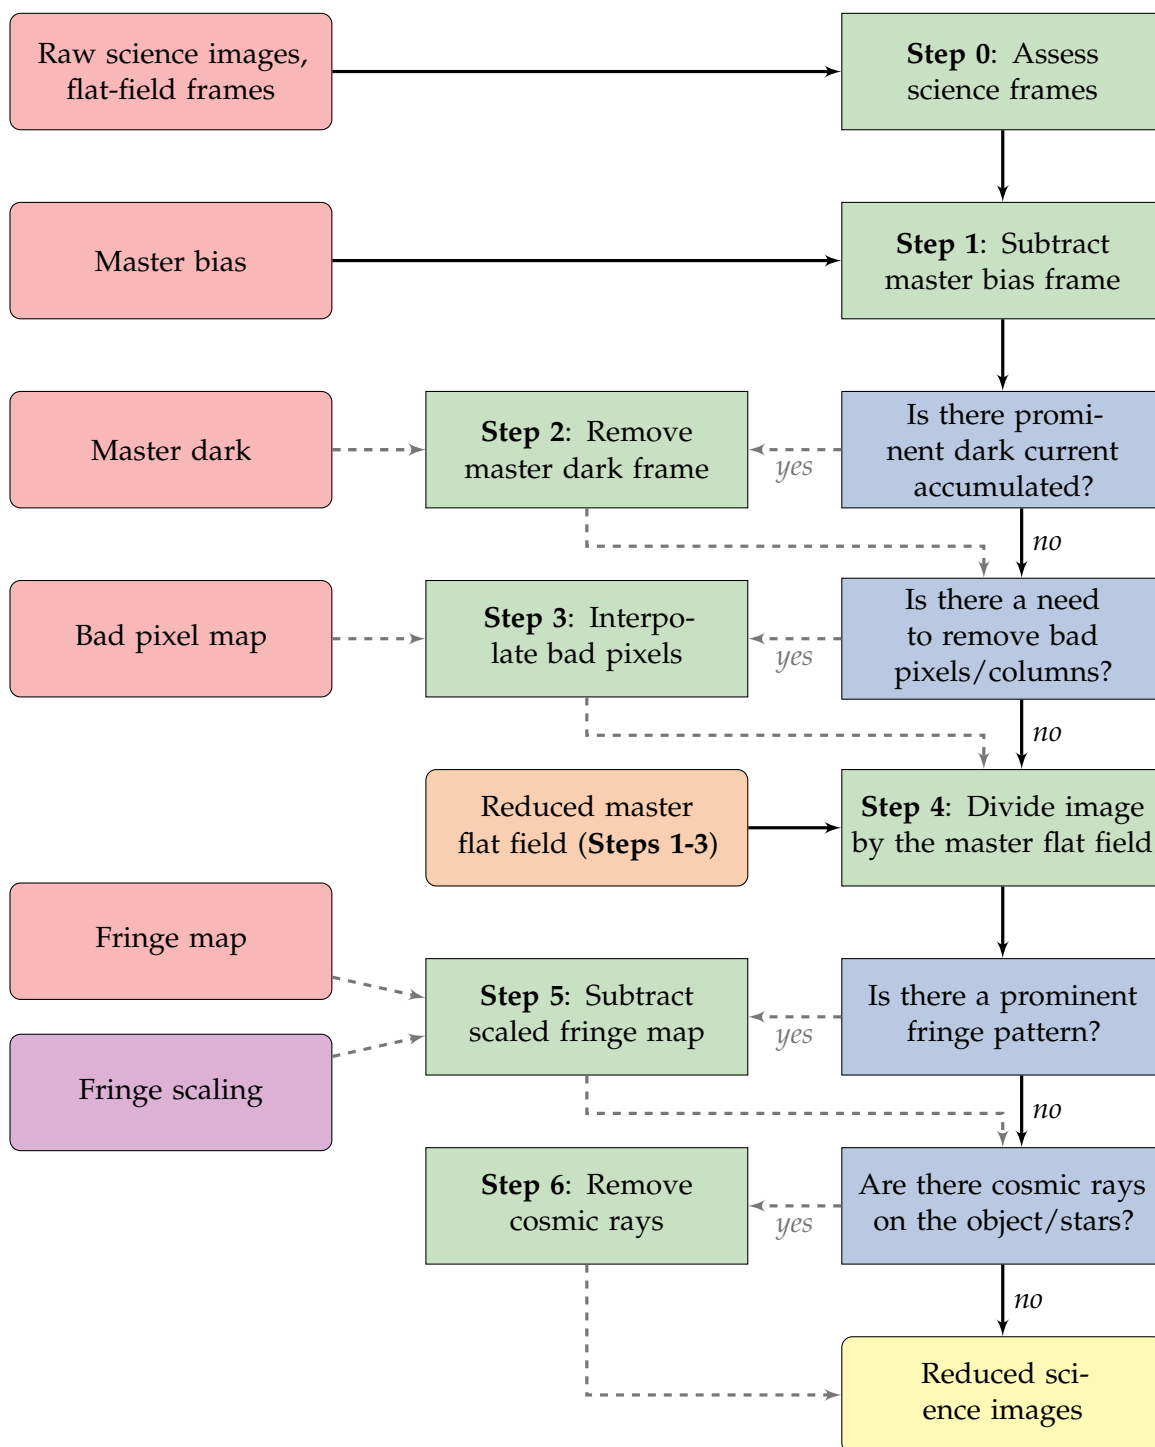 Raw science images,
flat-field frames
Step 0: Assess
science frames
Master bias
Step 1: Subtract
master bias frame
Master dark
Step 2: Remove
master dark frame
yes
Is there promi-
nent dark current
accumulated?
no
Bad pixel map
Step 3: Interpo-
late bad pixels
yes
Is there a need
to remove bad
pixels/columns?
no
Reduced master
flat field (Steps 1-3)
Step 4: Divide image
by the master flat field
Fringe map
Fringe scaling
Step 5: Subtract
scaled fringe map
yes
Is there a prominent
fringe pattern?
no
Step 6: Remove
cosmic rays
yes
Are there cosmic rays
on the object/stars?
no
Reduced sci-
ence images